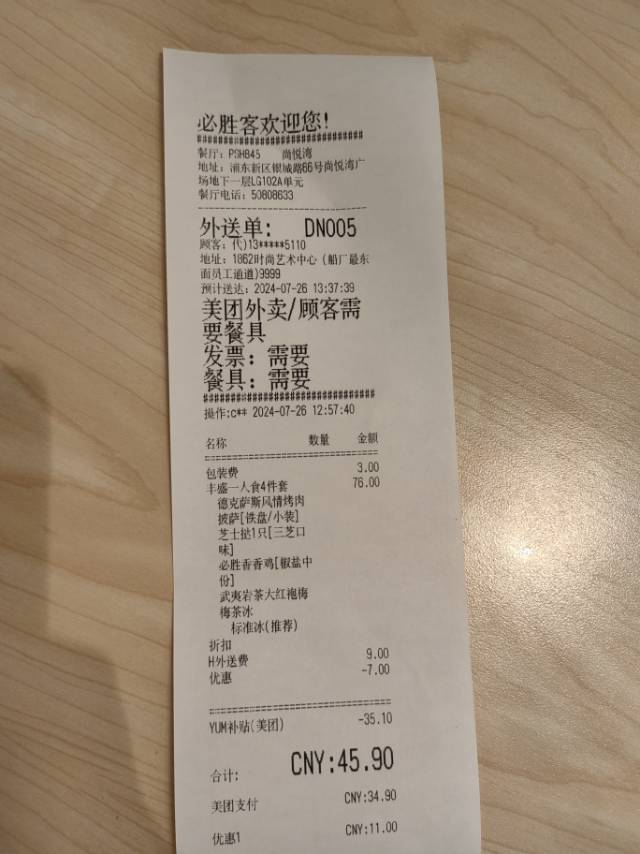 必胜客欢迎您!
################################
餐厅: PSH845 尚悦湾
地址: 浦东新区银城路66号尚悦湾广
场地下一层LG102A单元
餐厅电话: 50808633
外送单: DN005
顾客: 代)13*****5110
地址: 1862时尚艺术中心 (船厂最东
面员工通道)9999
预计送达: 2024-07-26 13:37:39
美团外卖/顾客需
要餐具
发票: 需要
餐具: 需要
################################
操作:c** 2024-07-26 12:57:40
名称 数量 金额
================================
包装费 3.00
丰盛一人食4件套 76.00
德克萨斯风情烤肉
披萨[铁盘/小装]
芝士挞1只[三芝口
味]
必胜香香鸡[椒盐中
份]
武夷岩茶大红袍梅
梅茶冰
标准冰(推荐)
折扣
H外送费 9.00
优惠 -7.00
================================
YUM补贴(美团) -35.10
合计: CNY:45.90
美团支付 CNY:34.90
优惠1 CNY:11.00